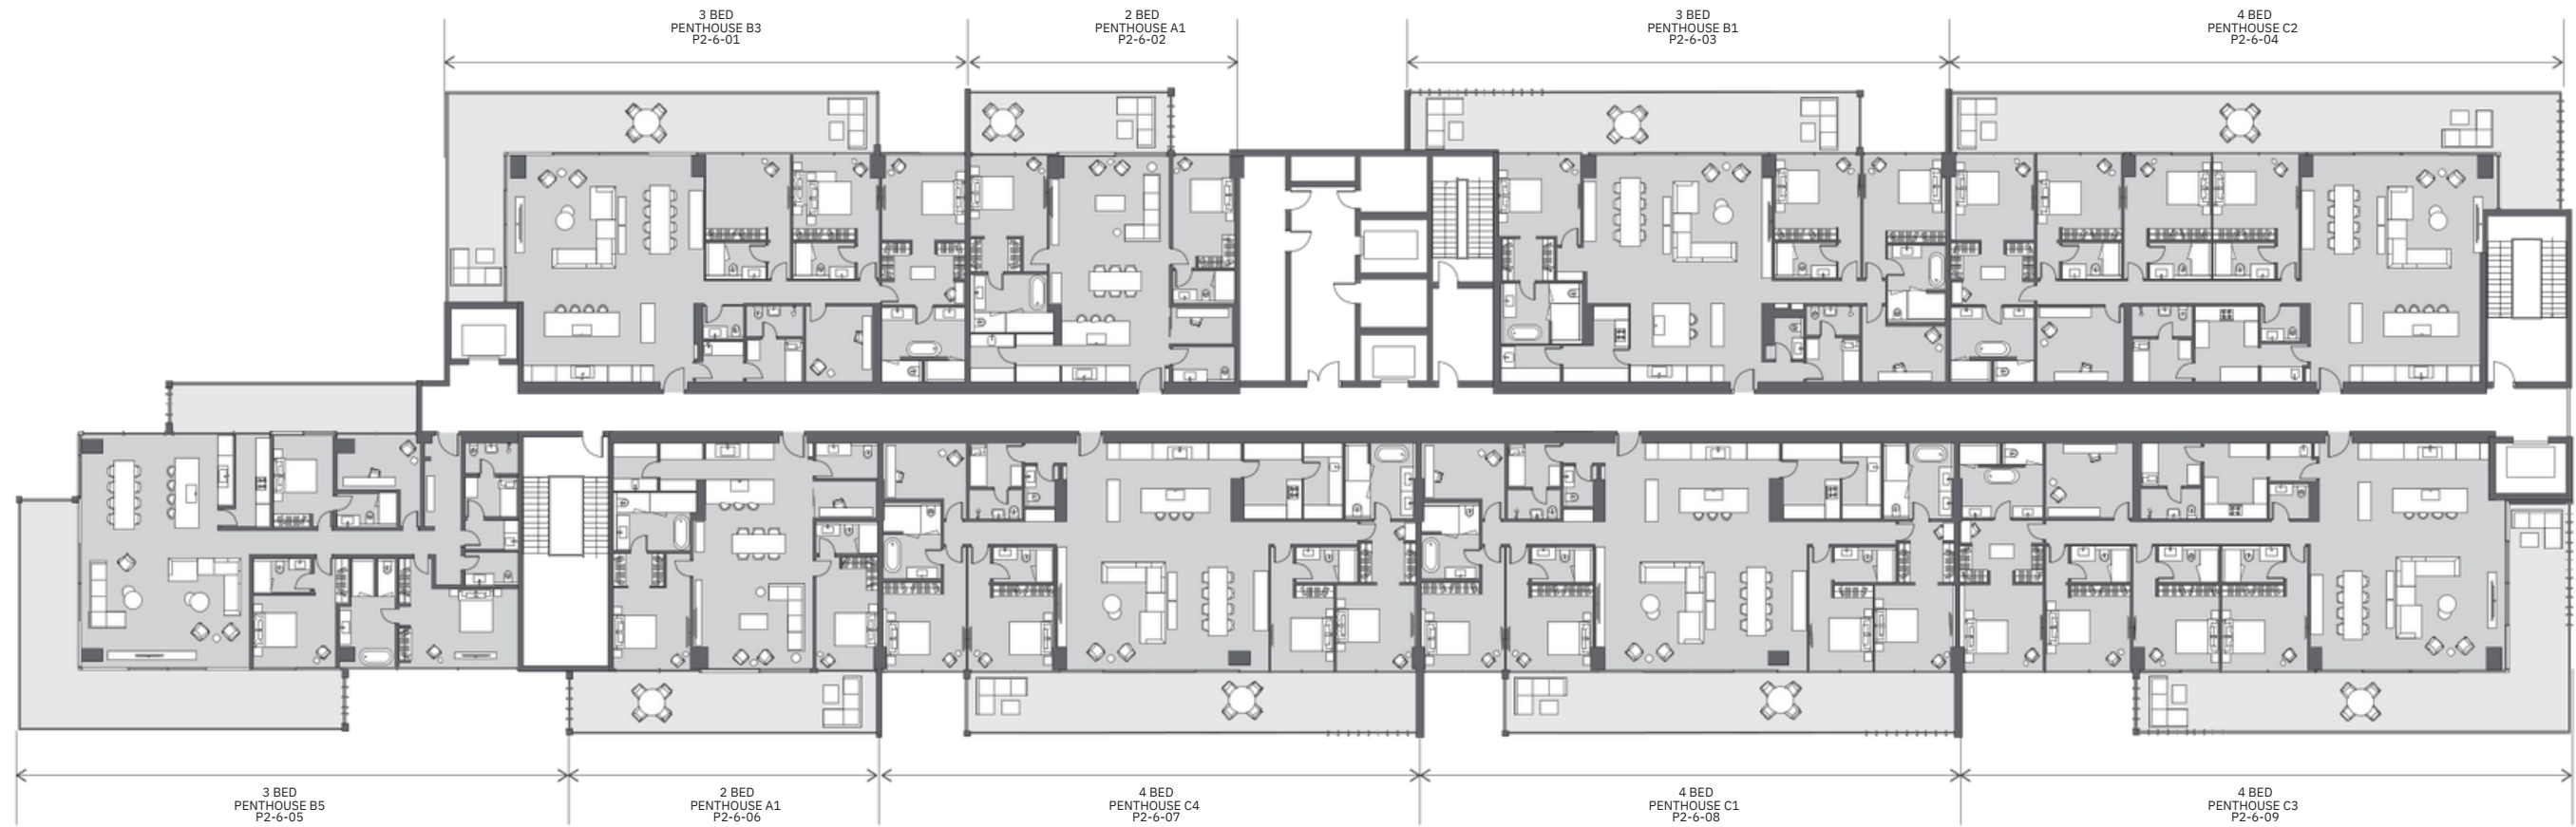 3 BED
PENTHOUSE B3
P2-6-01
2 BED
PENTHOUSE A1
P2-6-02
3 BED
PENTHOUSE B1
P2-6-03
4 BED
PENTHOUSE C2
P2-6-04
3 BED
PENTHOUSE B5
P2-6-05
2 BED
PENTHOUSE A1
P2-6-06
4 BED
PENTHOUSE C4
P2-6-07
4 BED
PENTHOUSE C1
P2-6-08
4 BED
PENTHOUSE C3
P2-6-09